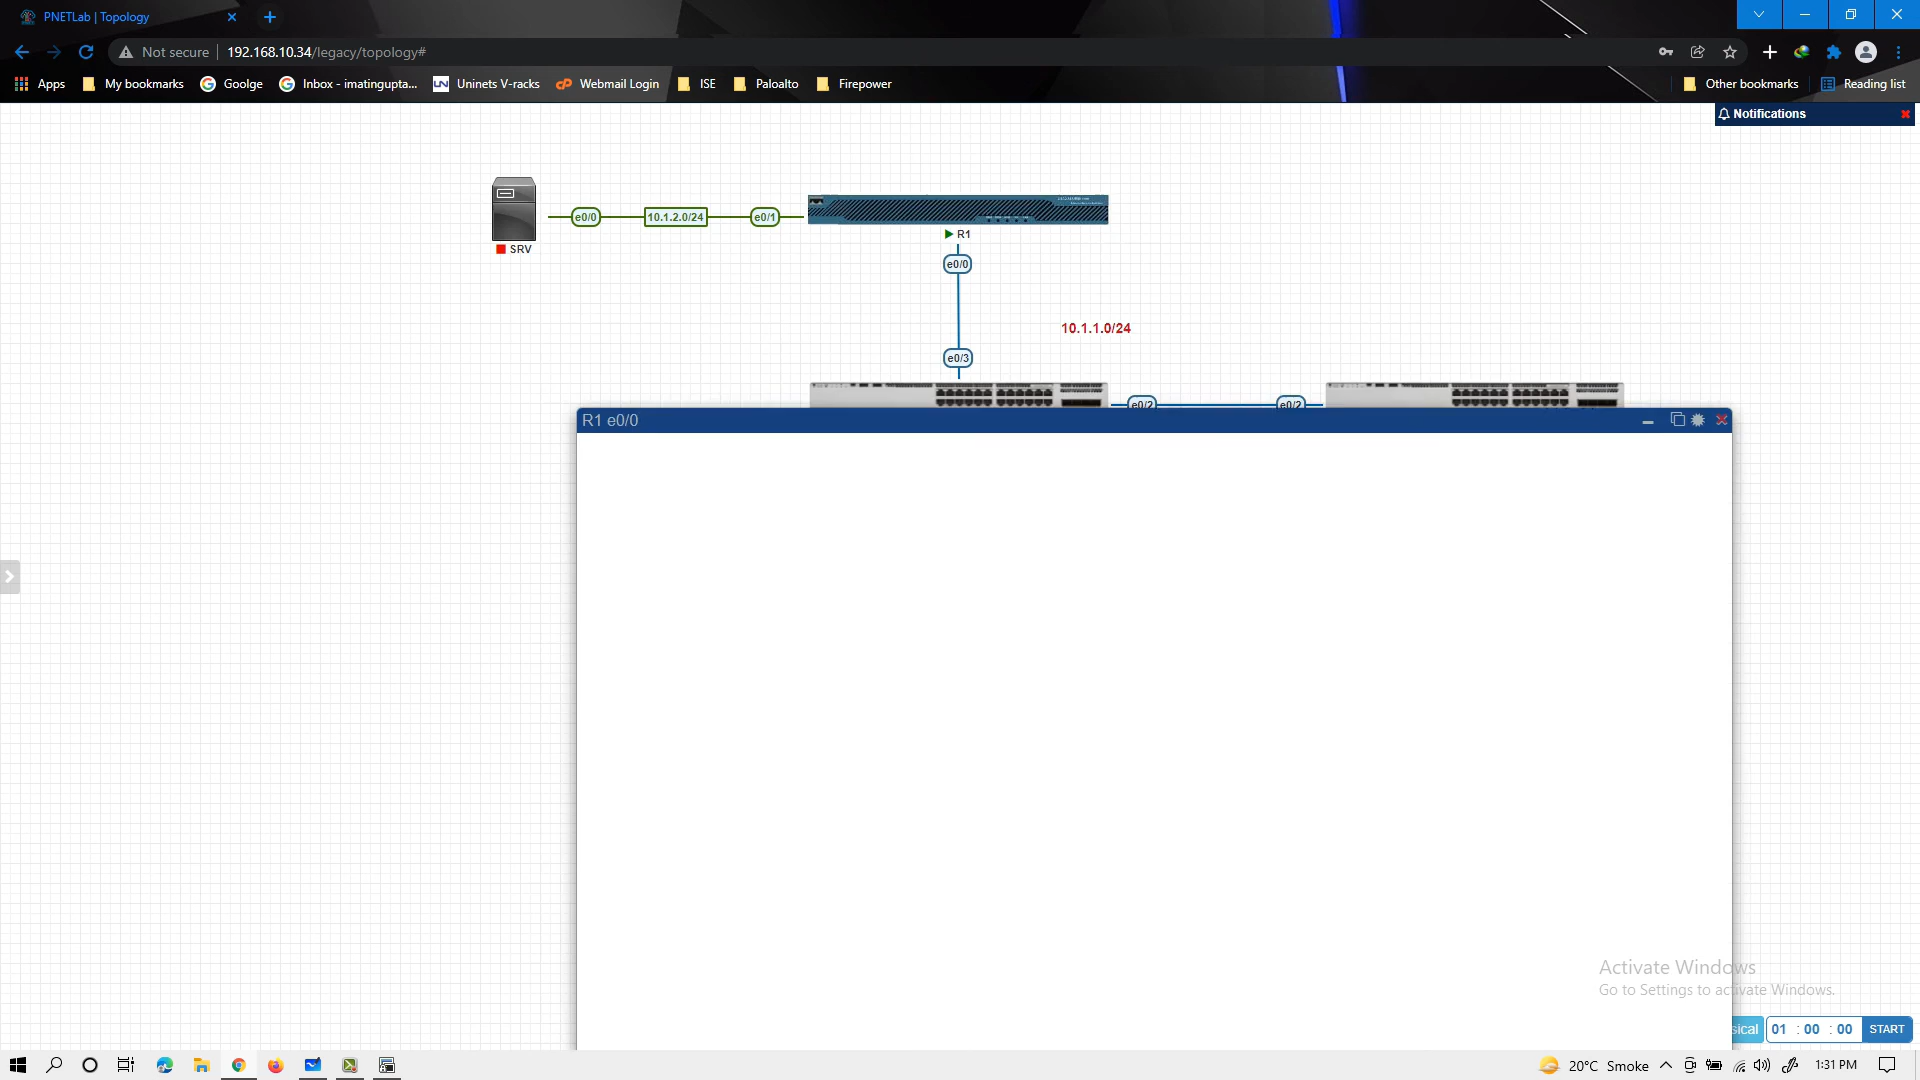 PNETLab | Topology
Not secure
192.168.10.34/legacy/topology#
Apps
My bookmarks
Goolge
Inbox - imatingupta...
Uninets V-racks
Webmail Login
ISE
Paloalto
Firepower
Other bookmarks
Reading list
Notifications
e0/0
10.1.2.0/24
e0/1
R1
SRV
e0/0
10.1.1.0/24
e0/3
e0/2
e0/2
R1 e0/0
Activate Windows
Go to Settings to activate Windows.
sical
01 : 00 : 00
START
20°C Smoke
1:31 PM